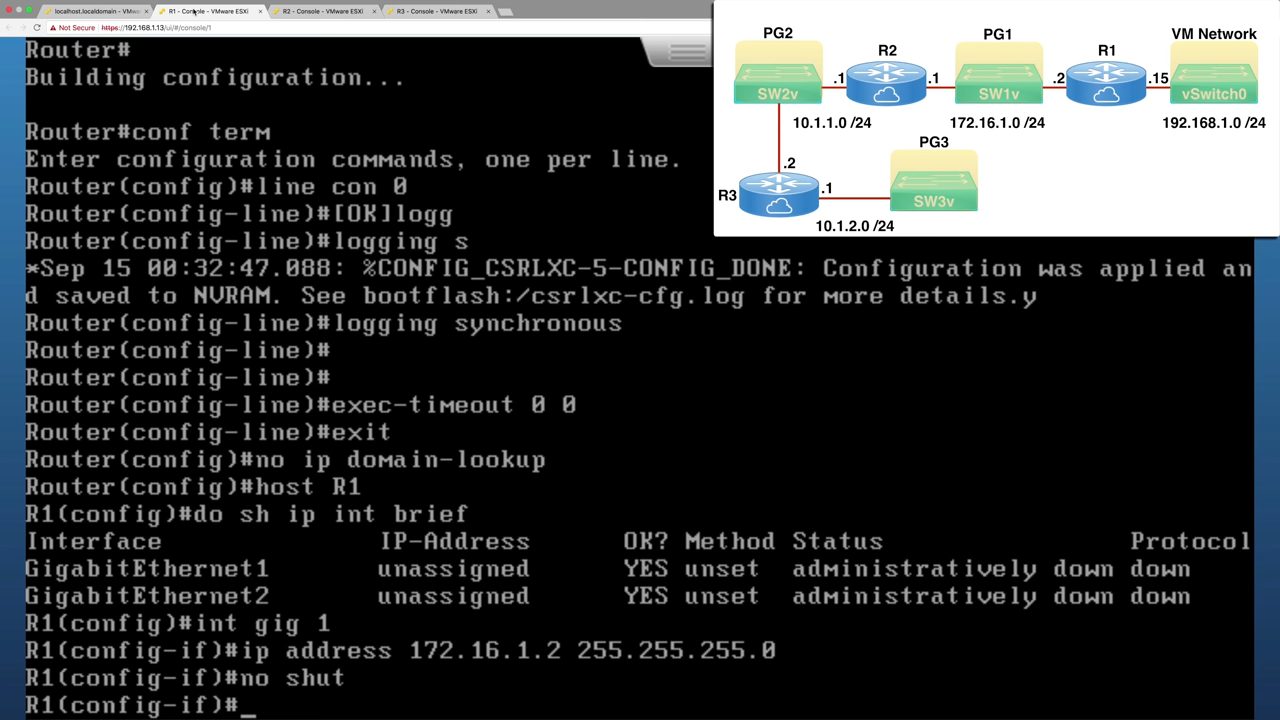 localhost.localdomain - VMwa
R1 - Console - VMware ESXi
R2 - Console - VMware ESXi
R3 - Console - VMware ESXi
Not Secure https://192.168.1.13/ui/#/console/1
Router#
Building configuration...
Router#conf term
Enter configuration commands, one per line.
Router(config)#line con 0
Router(config-line)#[OK]logg
Router(config-line)#logging s
*Sep 15 00:32:47.088: %CONFIG_CSRLXC-5-CONFIG_DONE: Configuration was applied an
d saved to NVRAM. See bootflash:/csrlxc-cfg.log for more details.y
Router(config-line)#logging synchronous
Router(config-line)#
Router(config-line)#
Router(config-line)#exec-timeout 0 0
Router(config-line)#exit
Router(config)#no ip domain-lookup
Router(config)#host R1
R1(config)#do sh ip int brief
Interface IP-Address OK? Method Status Protocol
GigabitEthernet1 unassigned YES unset administratively down down
GigabitEthernet2 unassigned YES unset administratively down down
R1(config)#int gig 1
R1(config-if)#ip address 172.16.1.2 255.255.255.0
R1(config-if)#no shut
R1(config-if)#_
PG2 R2 PG1 R1 VM Network
.1 .1 .2 .15
SW2v SW1v vSwitch0
10.1.1.0 /24 172.16.1.0 /24 192.168.1.0 /24
PG3
.2
R3 .1 SW3v
10.1.2.0 /24